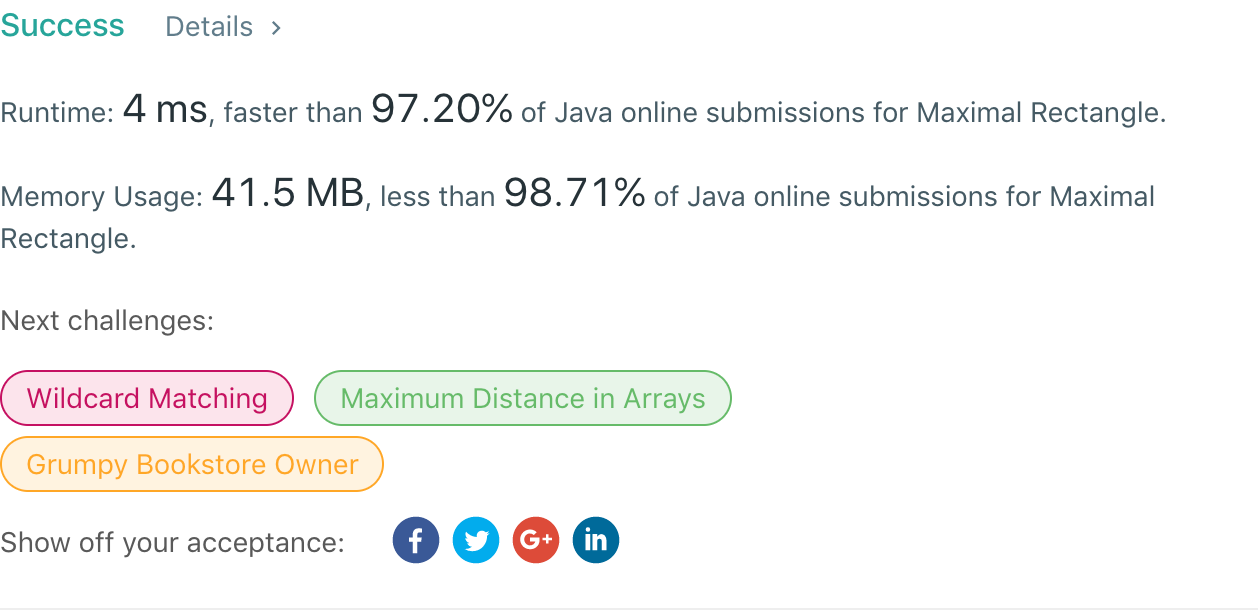 Success Details >
Runtime: 4 ms, faster than 97.20% of Java online submissions for Maximal Rectangle.
Memory Usage: 41.5 MB, less than 98.71% of Java online submissions for Maximal
Rectangle.
Next challenges:
Wildcard Matching Maximum Distance in Arrays
Grumpy Bookstore Owner
Show off your acceptance: f G+ in